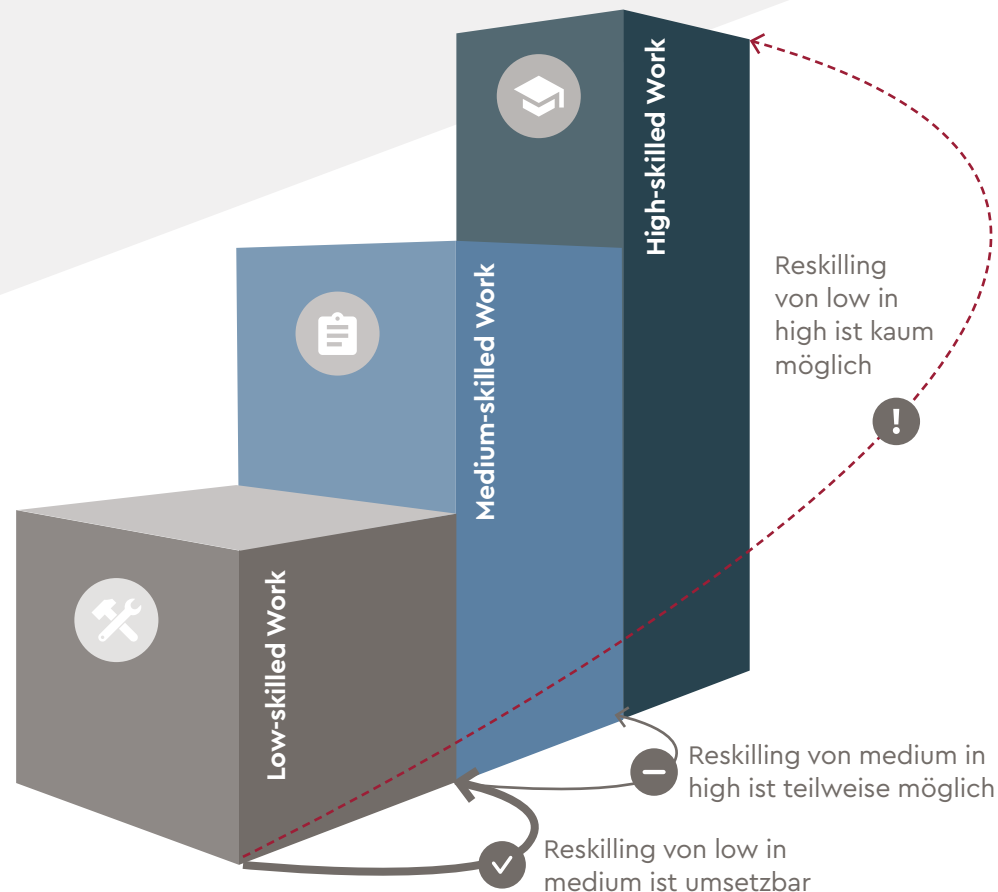 High-skilled Work
Medium-skilled Work
Low-skilled Work
Reskilling
von low in
high ist kaum
möglich
!
Reskilling von medium in
high ist teilweise möglich
Reskilling von low in
medium ist umsetzbar